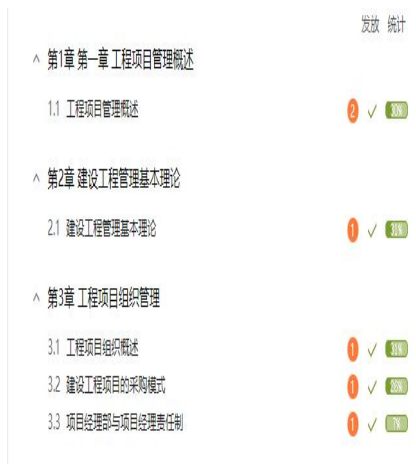 发放 统计
第1章 第一章 工程项目管理概述
1.1 工程项目管理概述 2 30%
第2章 建设工程管理基本理论
2.1 建设工程管理基本理论 1 31%
第3章 工程项目组织管理
3.1 工程项目组织概述 1 31%
3.2 建设工程项目的采购模式 1 26%
3.3 项目经理部与项目经理责任制 1 7%